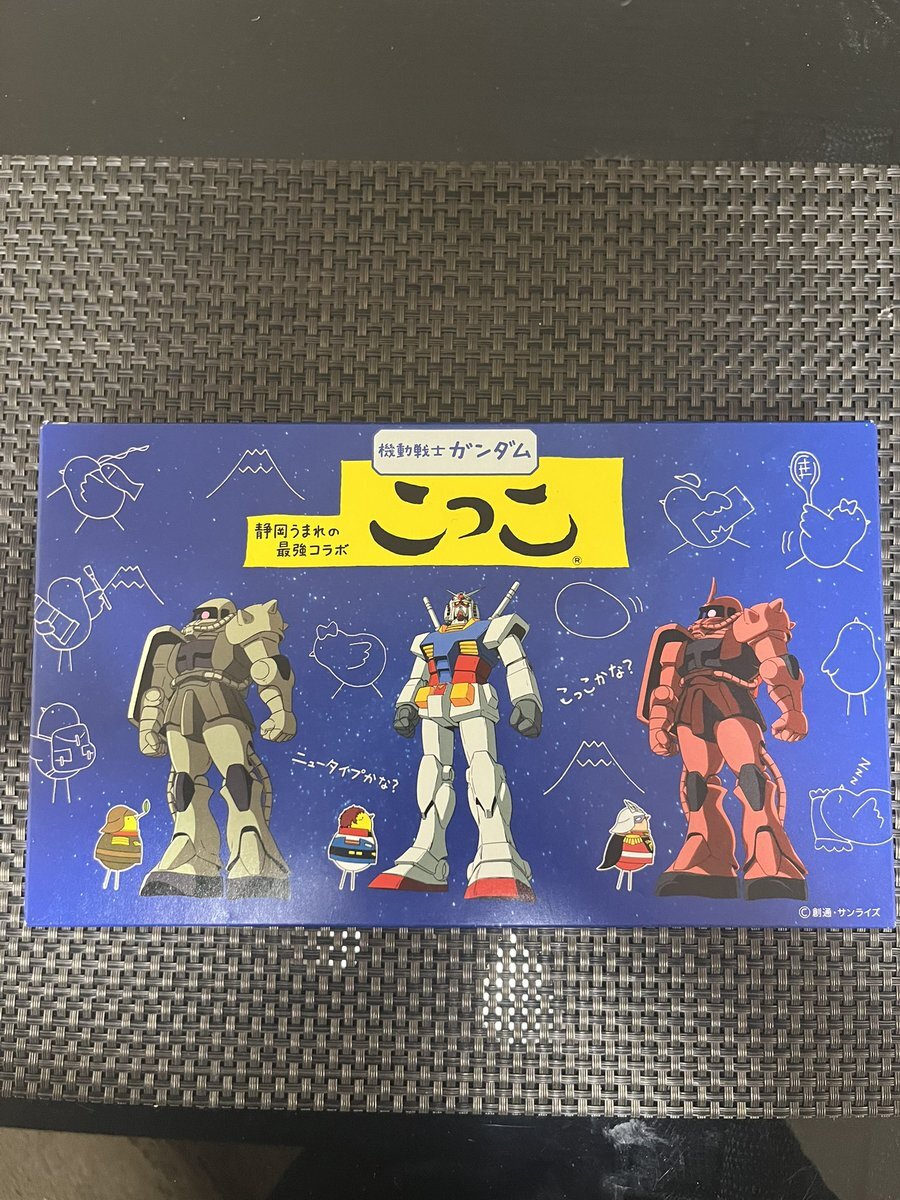 機動戦士 ガンダム
こっこ®
静岡うまれの
最強コラボ
こっこかな?
ニュータイプかな?
ZZZZ
©創通・サンライズ